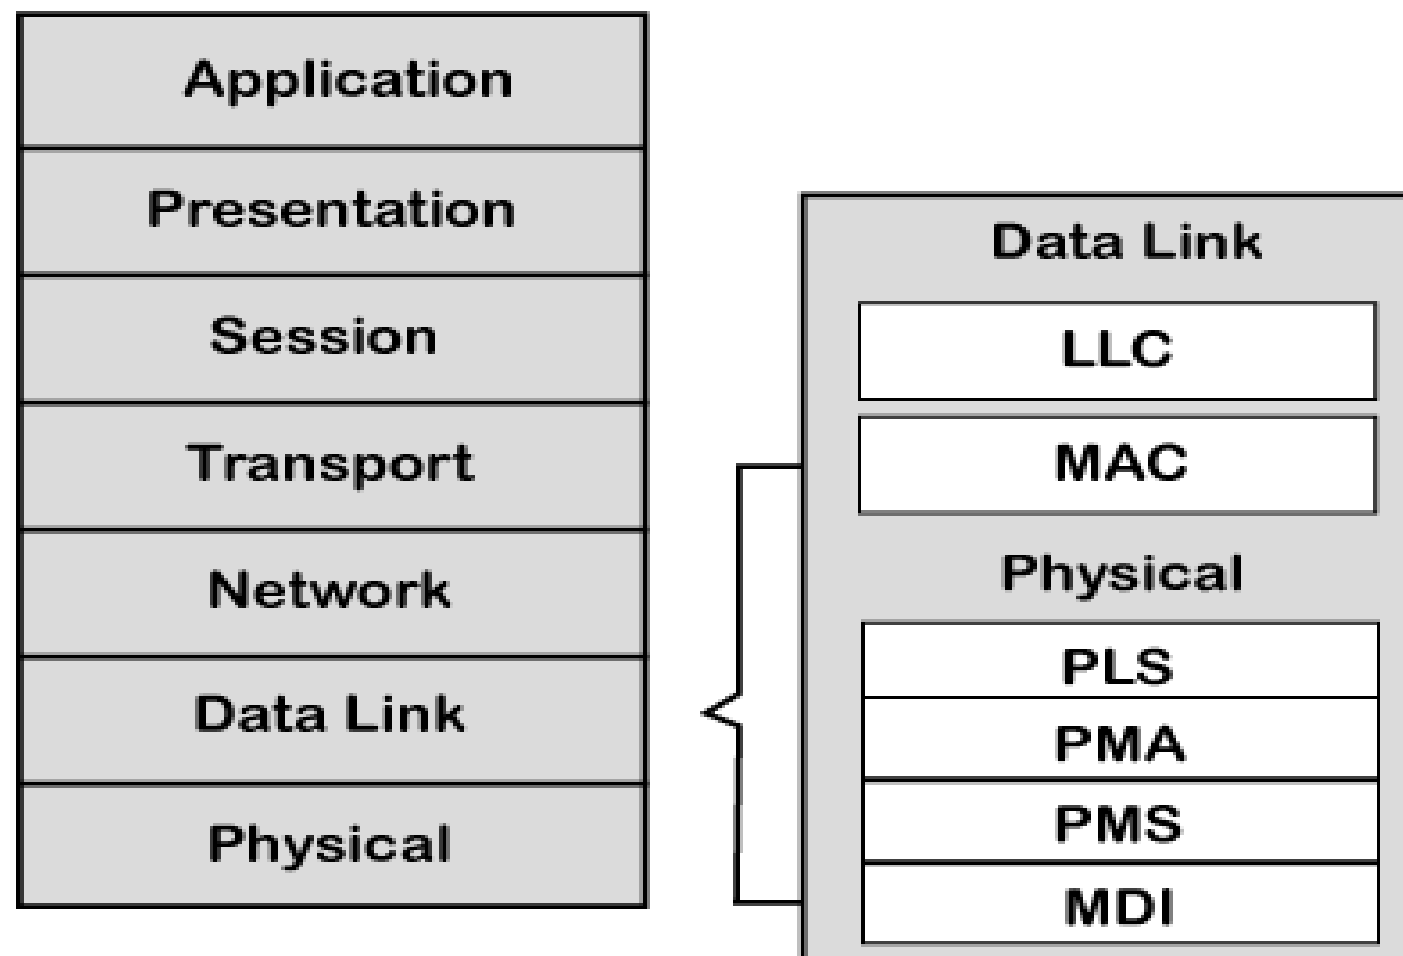 Application
Presentation
Session
Transport
Network
Data Link
Physical
Data Link
LLC
MAC
Physical
PLS
PMA
PMS
MDI